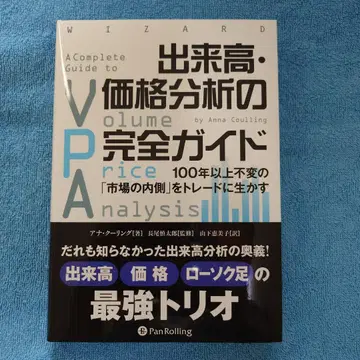 WIZARD
A Complete
Guide to
出来高・
価格分析の
Volume
by Anna Coulling
完全ガイド
Price
100年以上不変の
「市場の内側」をトレードに生かす
Analysis
アナ・クーリング[著] 長尾慎太郎[監修] 山下恵美子[訳]
だれも知らなかった出来高分析の奥義!
出来高 価格 ローソク足の
最強トリオ
PanRolling